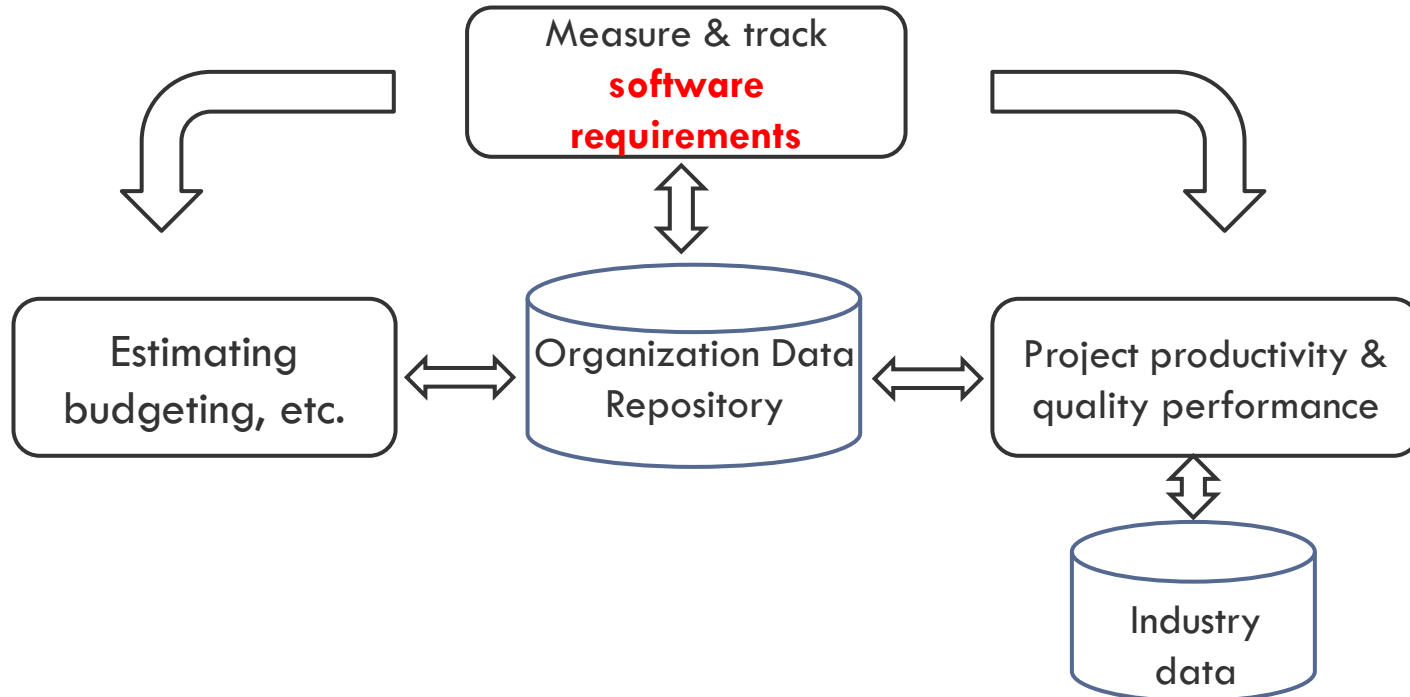 Measure & track
software
requirements
Estimating
budgeting, etc.
Organization Data
Repository
Project productivity &
quality performance
Industry
data